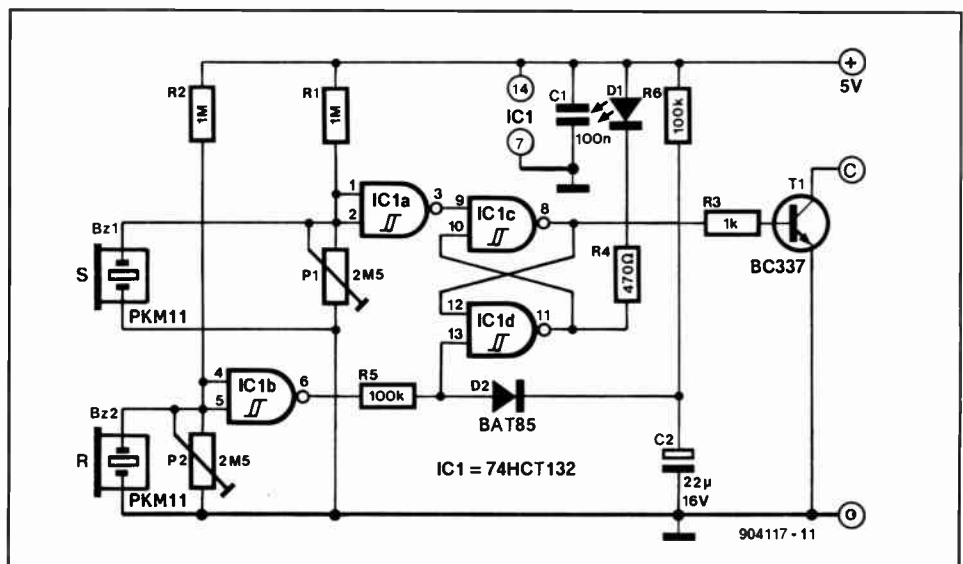 R2
1M
R1
1M
14
IC1
7
C1
100n
D1
R6
100k
+
5V
C
T1
BC337
1
2
IC1a
3
9
10
IC1c
8
R3
1k
R4
470Ω
Bz1
S
PKM11
P1
2M5
12
13
IC1d
11
4
5
IC1b
6
R5
100k
D2
BAT85
Bz2
R
PKM11
P2
2M5
IC1 = 74HCT132
C2
22µ
16V
0
904117 - 11